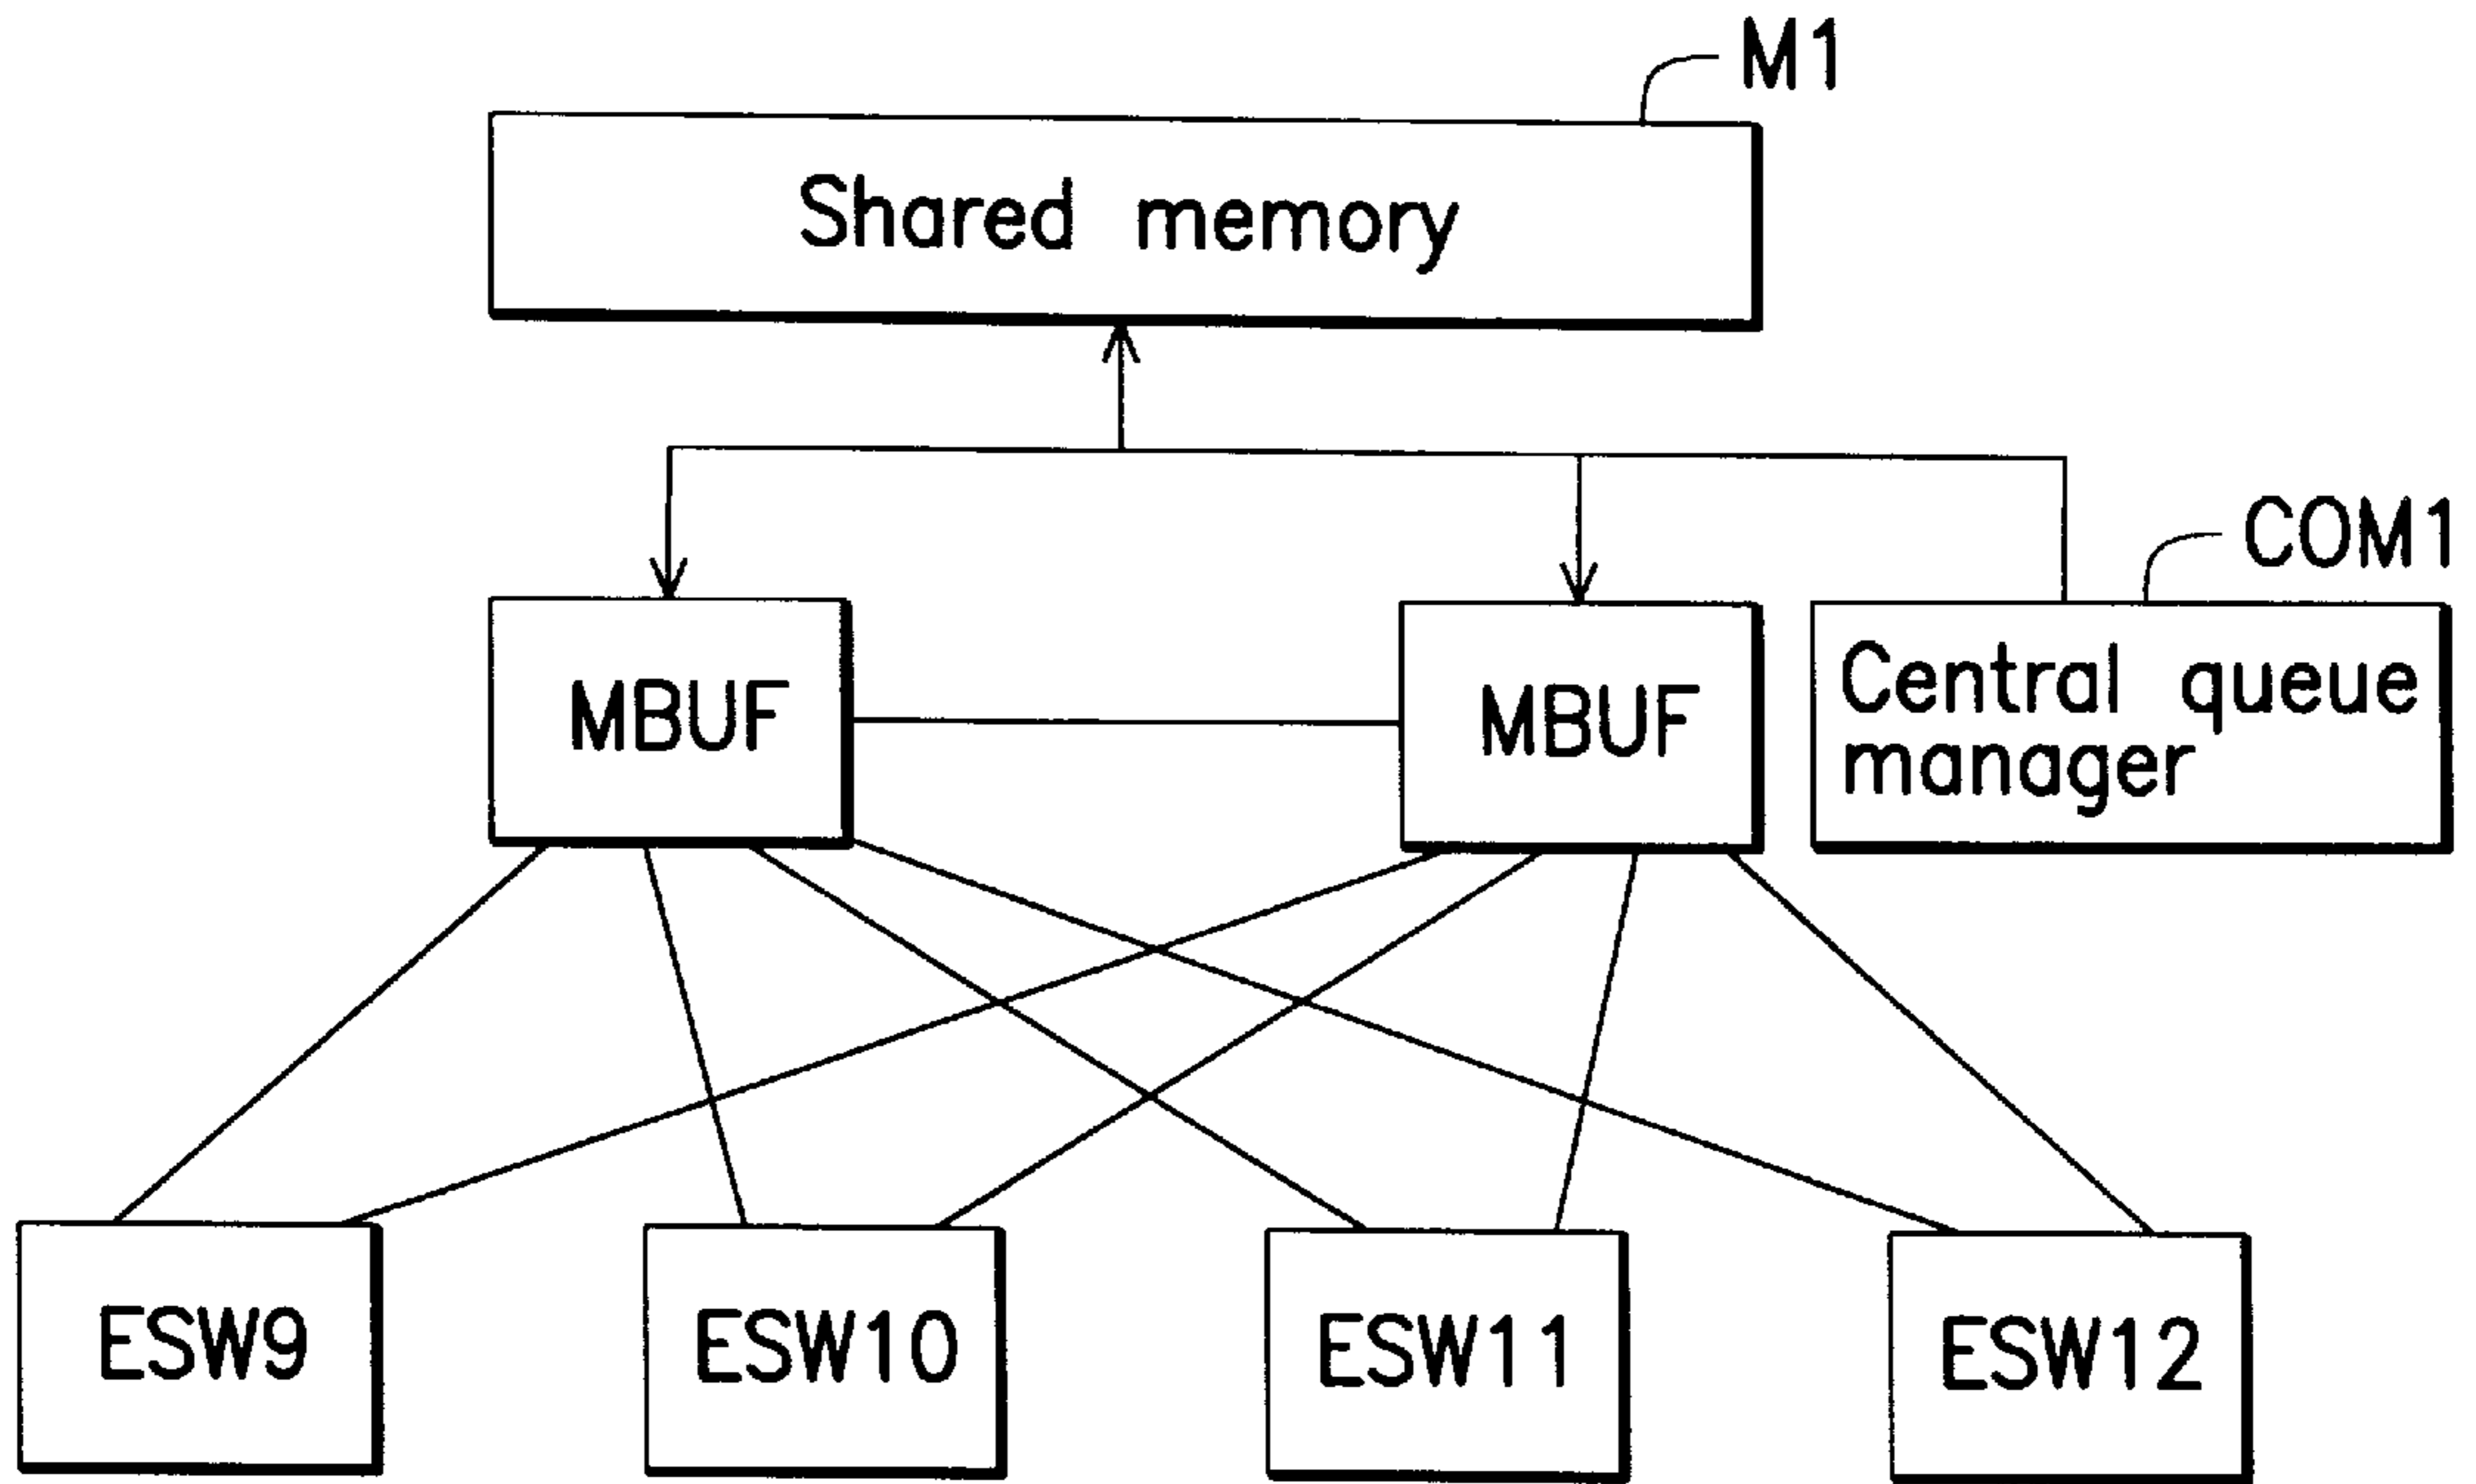 M1
Shared memory
COM1
MBUF
MBUF
Central queue
manager
ESW9
ESW10
ESW11
ESW12